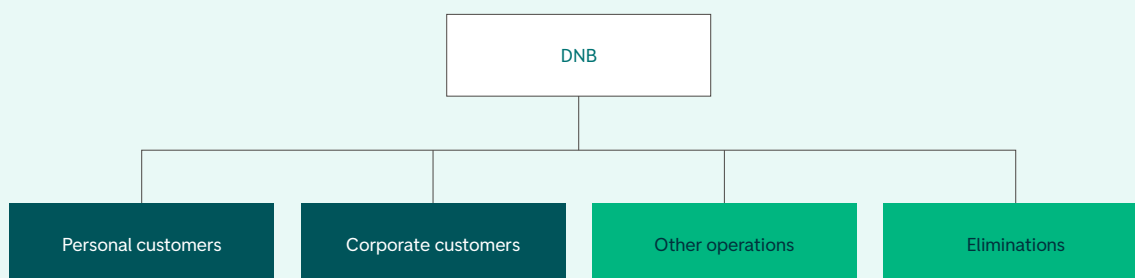 DNB
Personal customers
Corporate customers
Other operations
Eliminations